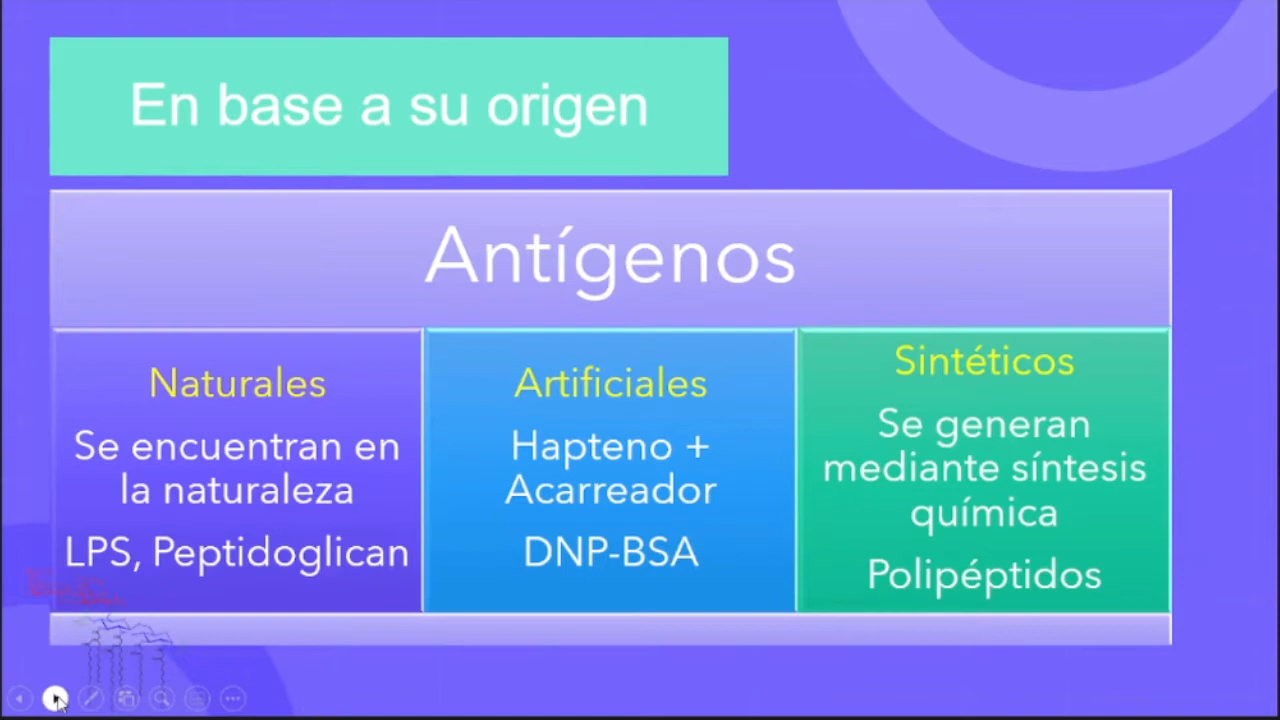 En base a su origen
Antígenos
Naturales
Se encuentran en
la naturaleza
LPS, Peptidoglican
Artificiales
Hapteno +
Acarreador
DNP-BSA
Sintéticos
Se generan
mediante síntesis
química
Polipéptidos